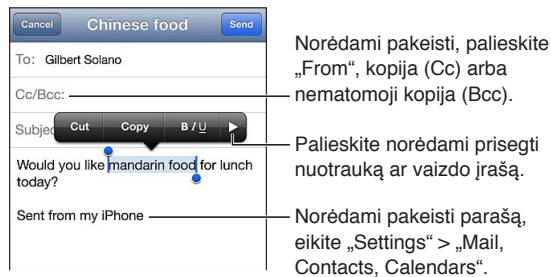 Cancel Chinese food Send
To: Gilbert Solano
Cc/Bcc:
Subjec
Cut Copy B I U ▶
Would you like mandarin food for lunch
today?
Sent from my iPhone
Norėdami pakeisti, palieskite
„From“, kopija (Cc) arba
nematomoji kopija (Bcc).
Palieskite norėdami prisegti
nuotrauką ar vaizdo įrašą.
Norėdami pakeisti parašą,
eikite „Settings“ > „Mail,
Contacts, Calendars“.